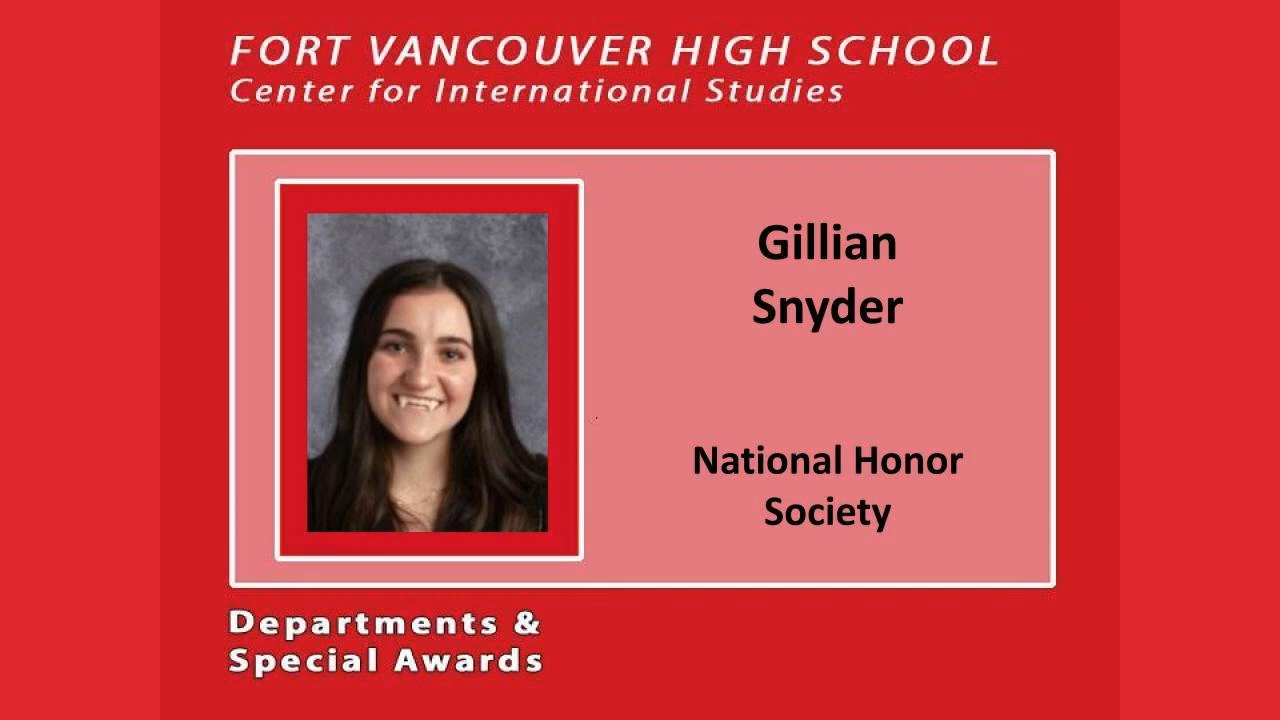 FORT VANCOUVER HIGH SCHOOL
Center for International Studies
Gillian
Snyder
National Honor
Society
Departments &
Special Awards